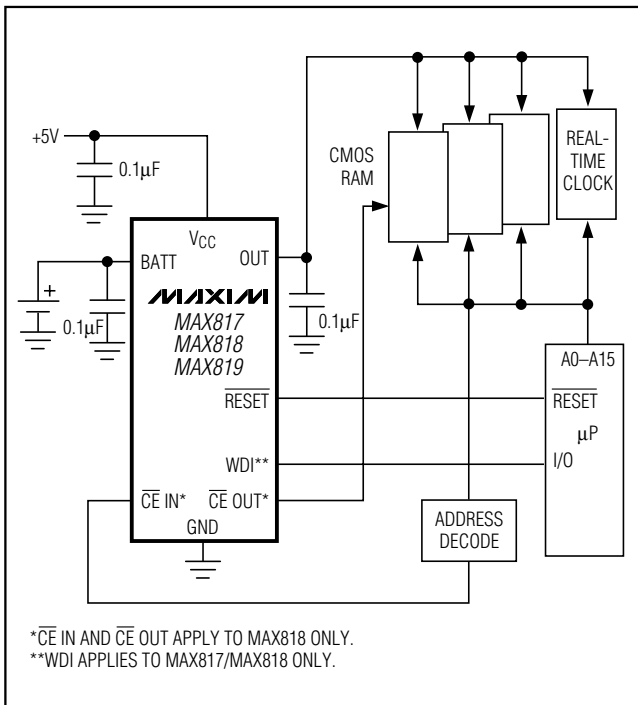 +5V
0.1µF
VCC
BATT
OUT
+
0.1µF
MAXIM
MAX817
MAX818
MAX819
0.1µF
RESET
WDI**
CE IN*
CE OUT*
GND
CMOS
RAM
REAL-
TIME
CLOCK
A0–A15
RESET
µP
I/O
ADDRESS
DECODE
*CE IN AND CE OUT APPLY TO MAX818 ONLY.
**WDI APPLIES TO MAX817/MAX818 ONLY.